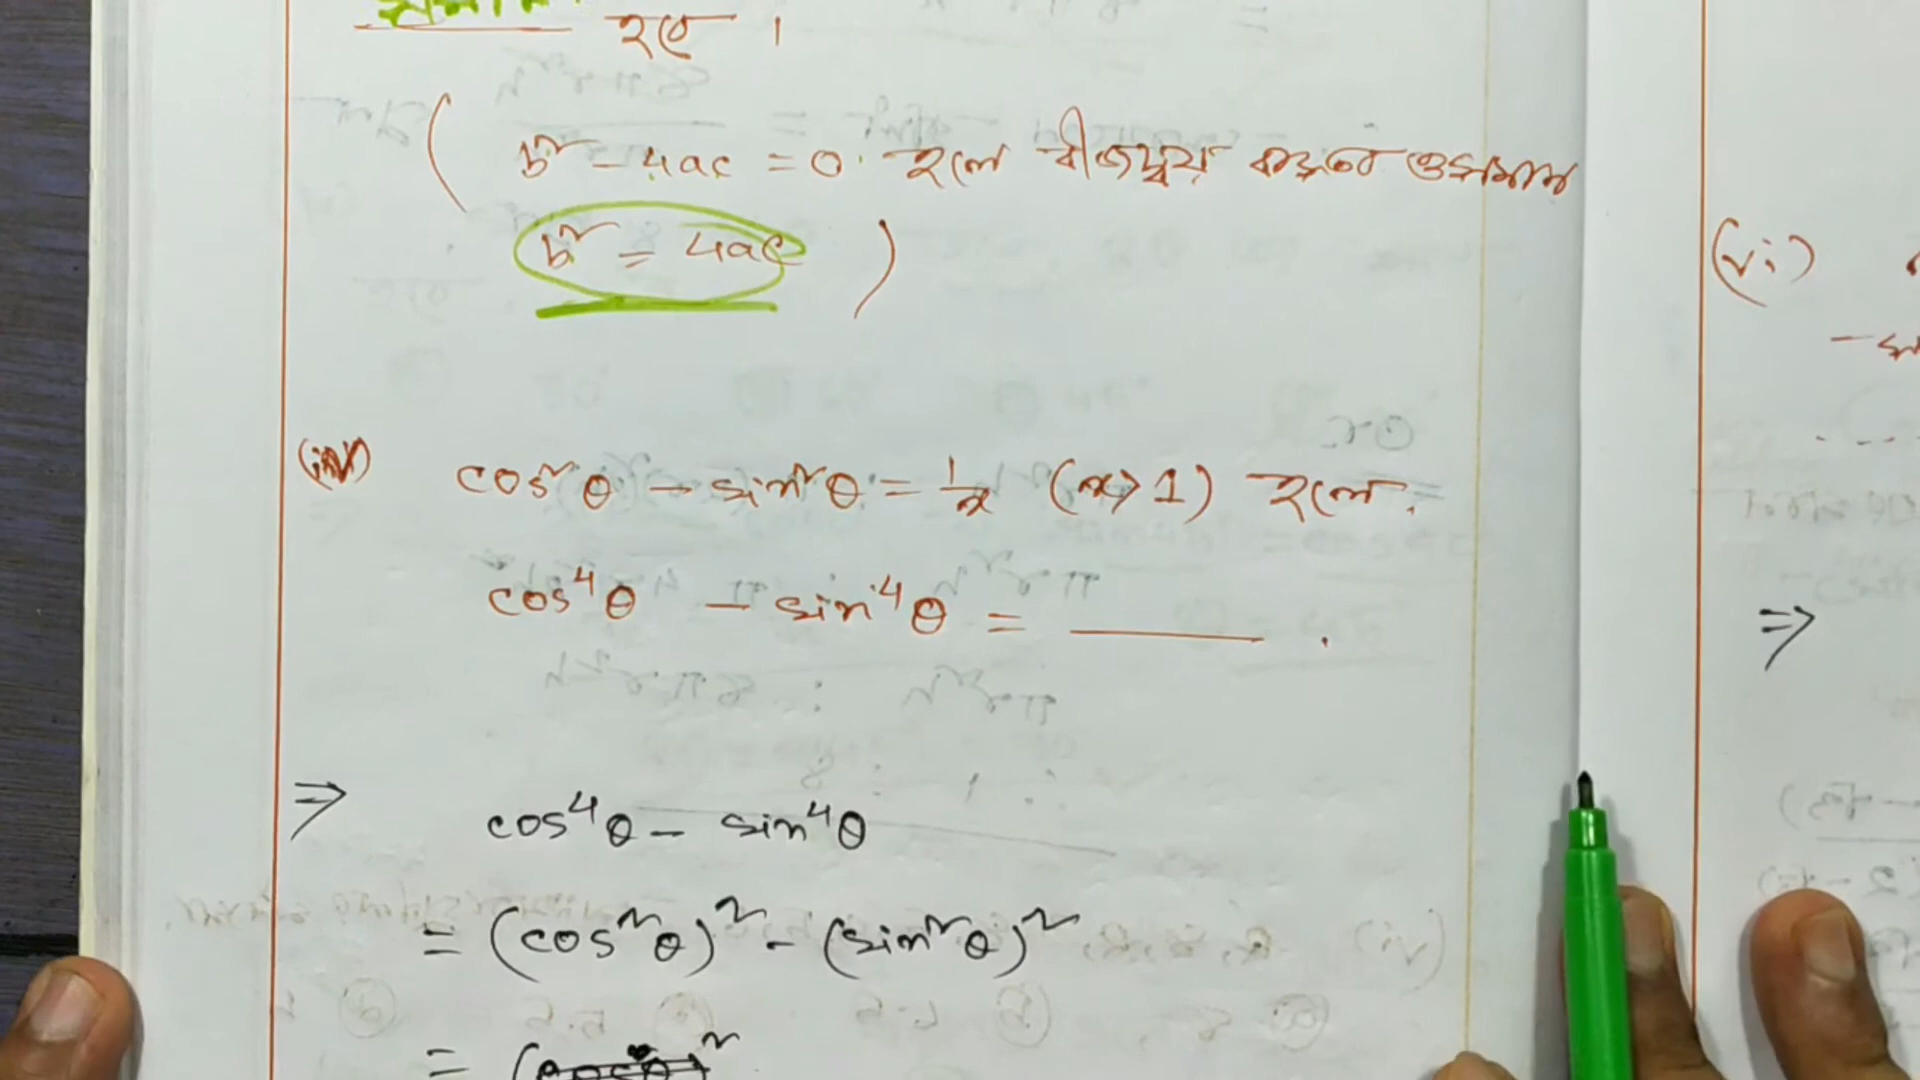 হবে ।
( b² - 4ac = 0 হলে বীজদ্বয় বাস্তব ও সমান
b² = 4ac )
(iv) cos²θ - sin²θ = 1/x (x > 1) হলে,
cos⁴θ - sin⁴θ = ______ .
⇒ cos⁴θ - sin⁴θ
= (cos²θ)² - (sin²θ)²
(vi)
⇒